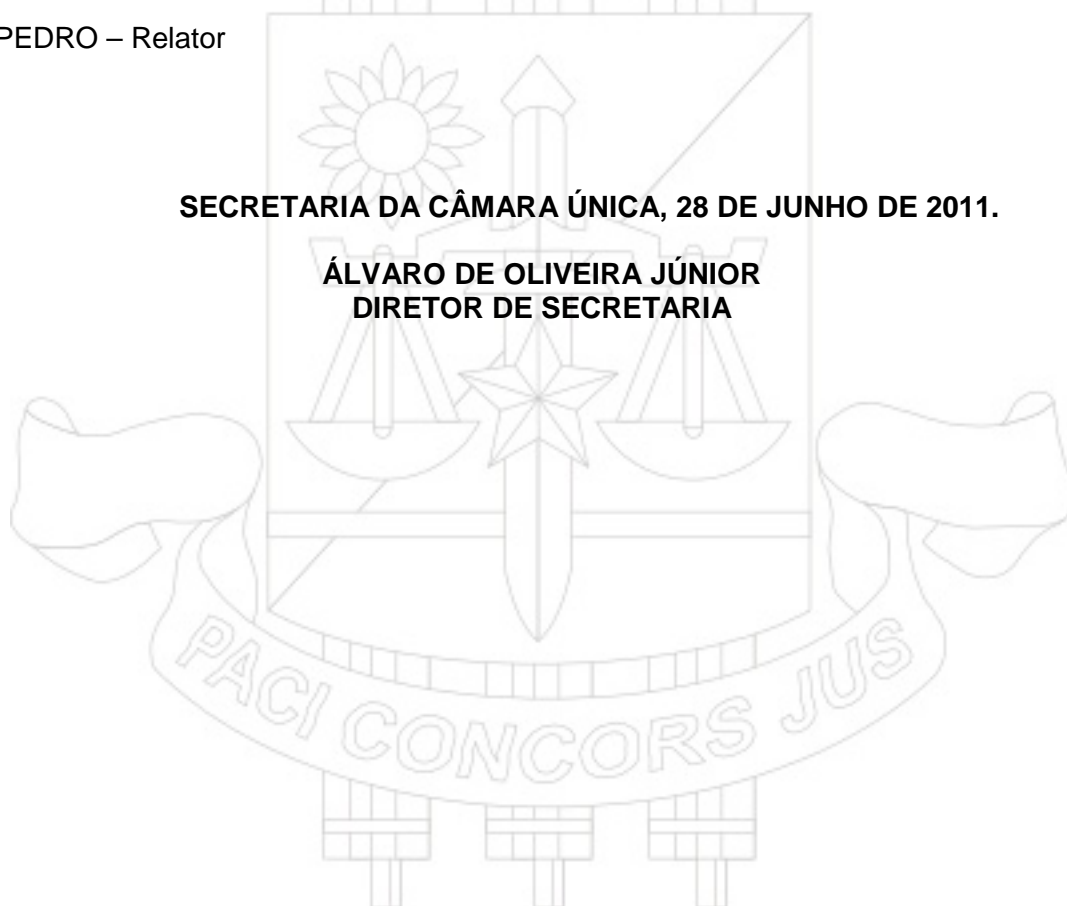 PEDRO – Relator
SECRETARIA DA CÂMARA ÚNICA, 28 DE JUNHO DE 2011.
ÁLVARO DE OLIVEIRA JÚNIOR
DIRETOR DE SECRETARIA
PACI CONCORS JUS